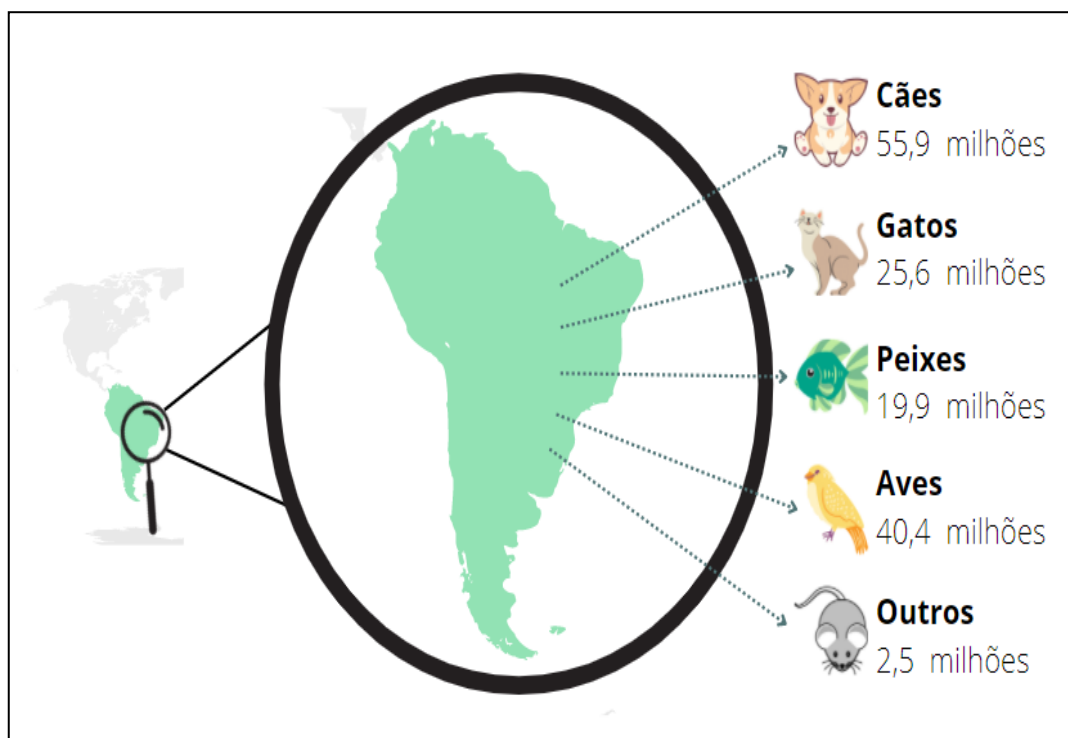 Cães
55,9 milhões
Gatos
25,6 milhões
Peixes
19,9 milhões
Aves
40,4 milhões
Outros
2,5 milhões